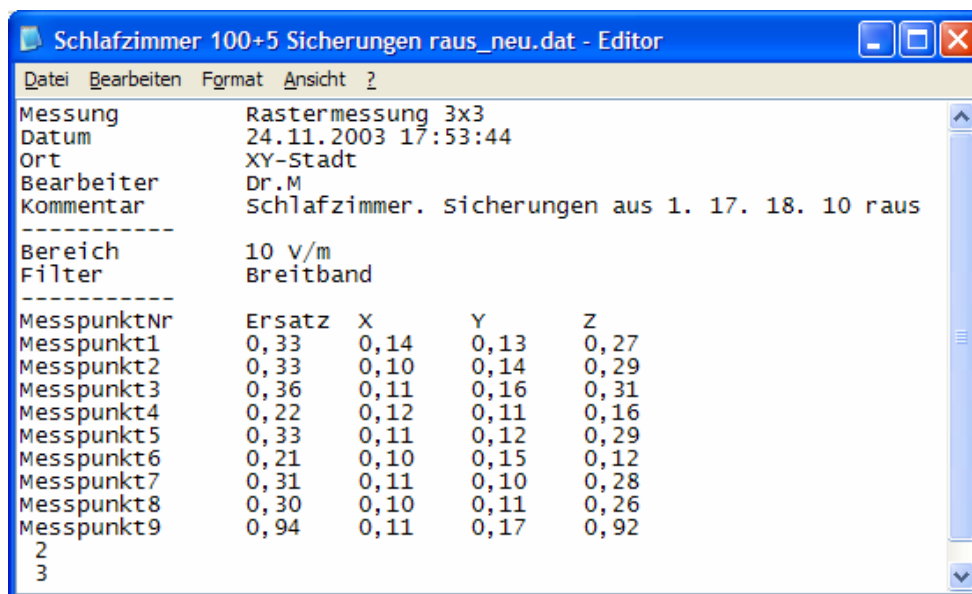 Schlafzimmer 100+5 Sicherungen raus_neu.dat - Editor
Datei Bearbeiten Format Ansicht ?
Messung Rastermessung 3x3
Datum 24.11.2003 17:53:44
Ort XY-Stadt
Bearbeiter Dr.M
Kommentar Schlafzimmer. Sicherungen aus 1. 17. 18. 10 raus
-----------
Bereich 10 V/m
Filter Breitband
-----------
MesspunktNr Ersatz X Y Z
Messpunkt1 0,33 0,14 0,13 0,27
Messpunkt2 0,33 0,10 0,14 0,29
Messpunkt3 0,36 0,11 0,16 0,31
Messpunkt4 0,22 0,12 0,11 0,16
Messpunkt5 0,33 0,11 0,12 0,29
Messpunkt6 0,21 0,10 0,15 0,12
Messpunkt7 0,31 0,11 0,10 0,28
Messpunkt8 0,30 0,10 0,11 0,26
Messpunkt9 0,94 0,11 0,17 0,92
2
3